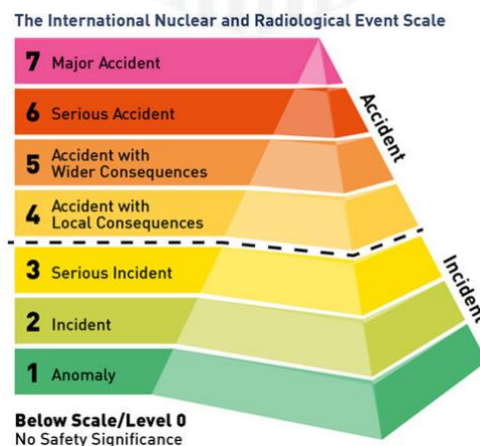 The International Nuclear and Radiological Event Scale
7 Major Accident
6 Serious Accident
5 Accident with
Wider Consequences
4 Accident with
Local Consequences
3 Serious Incident
2 Incident
1 Anomaly
Below Scale/Level 0
No Safety Significance
Accident
Incident